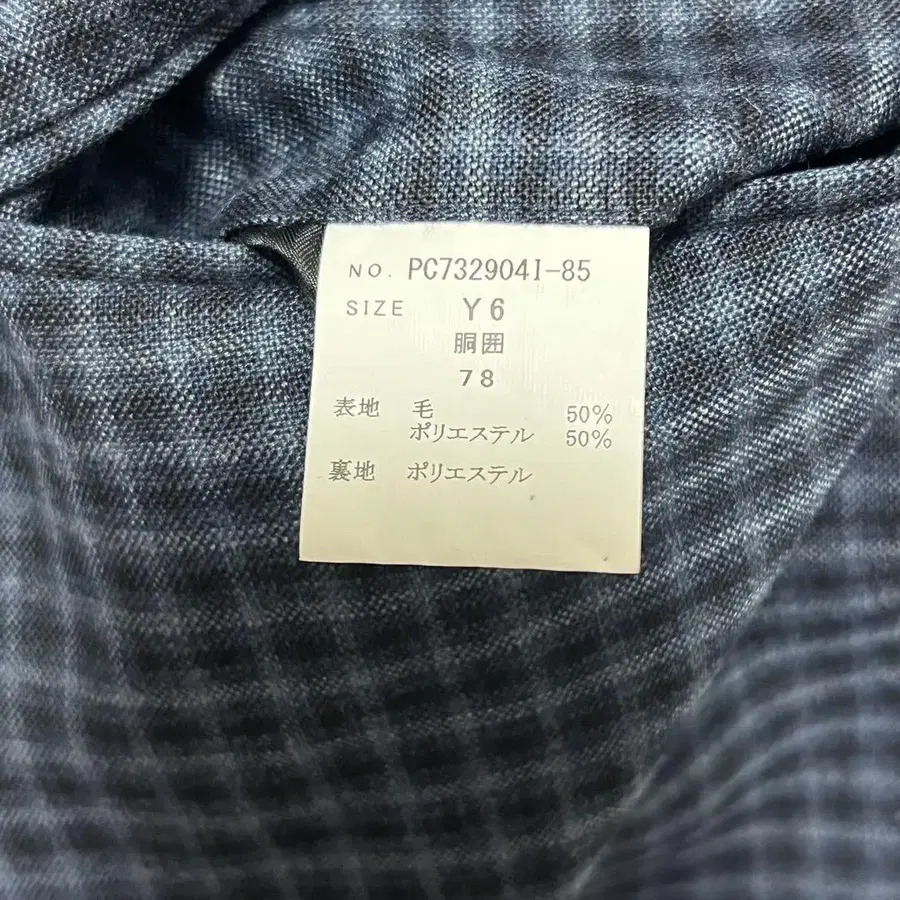 NO. PC732904I-85
SIZE Y6
胴囲
78
表地 毛 50%
ポリエステル 50%
裏地 ポリエステル